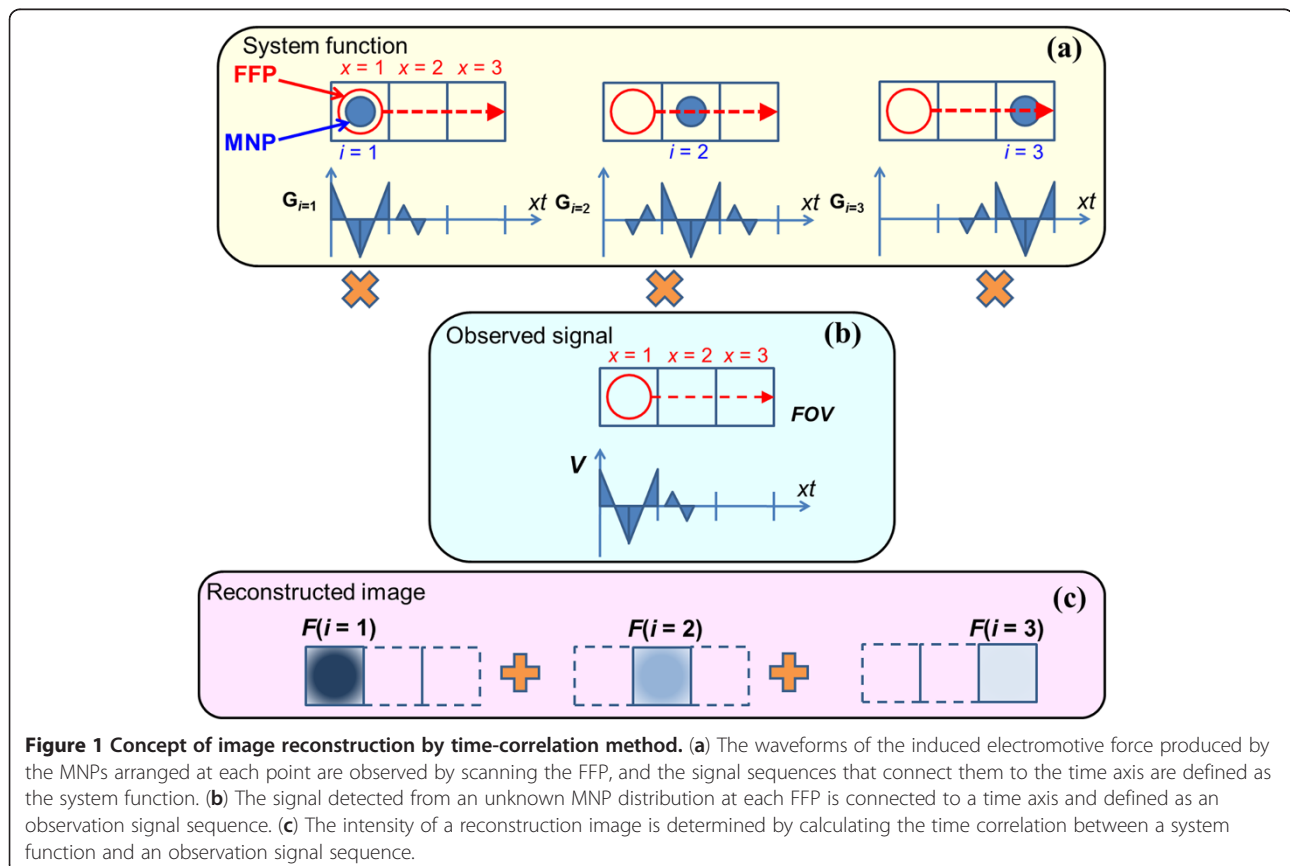 System function
(a)
FFP
x = 1 x = 2 x = 3
MNP
i = 1
i = 2
i = 3
G i=1
xt
G i=2
xt
G i=3
xt
Observed signal
(b)
x = 1 x = 2 x = 3
FOV
V
xt
Reconstructed image
(c)
F(i = 1)
F(i = 2)
F(i = 3)
Figure 1 Concept of image reconstruction by time-correlation method. (a) The waveforms of the induced electromotive force produced by
the MNPs arranged at each point are observed by scanning the FFP, and the signal sequences that connect them to the time axis are defined as
the system function. (b) The signal detected from an unknown MNP distribution at each FFP is connected to a time axis and defined as an
observation signal sequence. (c) The intensity of a reconstruction image is determined by calculating the time correlation between a system
function and an observation signal sequence.